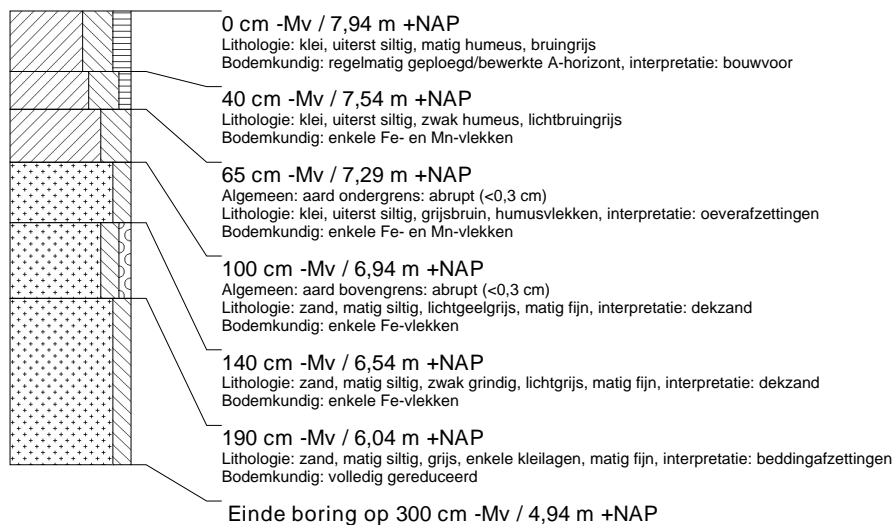 0 cm -Mv / 7,94 m +NAP
Lithologie: klei, uiterst siltig, matig humeus, bruingrijs
Bodemkundig: regelmatig geploegd/bewerkte A-horizont, interpretatie: bouwvoor
40 cm -Mv / 7,54 m +NAP
Lithologie: klei, uiterst siltig, zwak humeus, lichtbruingrijs
Bodemkundig: enkele Fe- en Mn-vlekken
65 cm -Mv / 7,29 m +NAP
Algemeen: aard ondergrens: abrupt (<0,3 cm)
Lithologie: klei, uiterst siltig, grijsbruin, humusvlekken, interpretatie: oeverafzettingen
Bodemkundig: enkele Fe- en Mn-vlekken
100 cm -Mv / 6,94 m +NAP
Algemeen: aard bovengrens: abrupt (<0,3 cm)
Lithologie: zand, matig siltig, lichtgeelgrijs, matig fijn, interpretatie: dekzand
Bodemkundig: enkele Fe-vlekken
140 cm -Mv / 6,54 m +NAP
Lithologie: zand, matig siltig, zwak grindig, lichtgrijs, matig fijn, interpretatie: dekzand
Bodemkundig: enkele Fe-vlekken
190 cm -Mv / 6,04 m +NAP
Lithologie: zand, matig siltig, grijs, enkele kleilagen, matig fijn, interpretatie: beddingafzettingen
Bodemkundig: volledig gereduceerd
Einde boring op 300 cm -Mv / 4,94 m +NAP